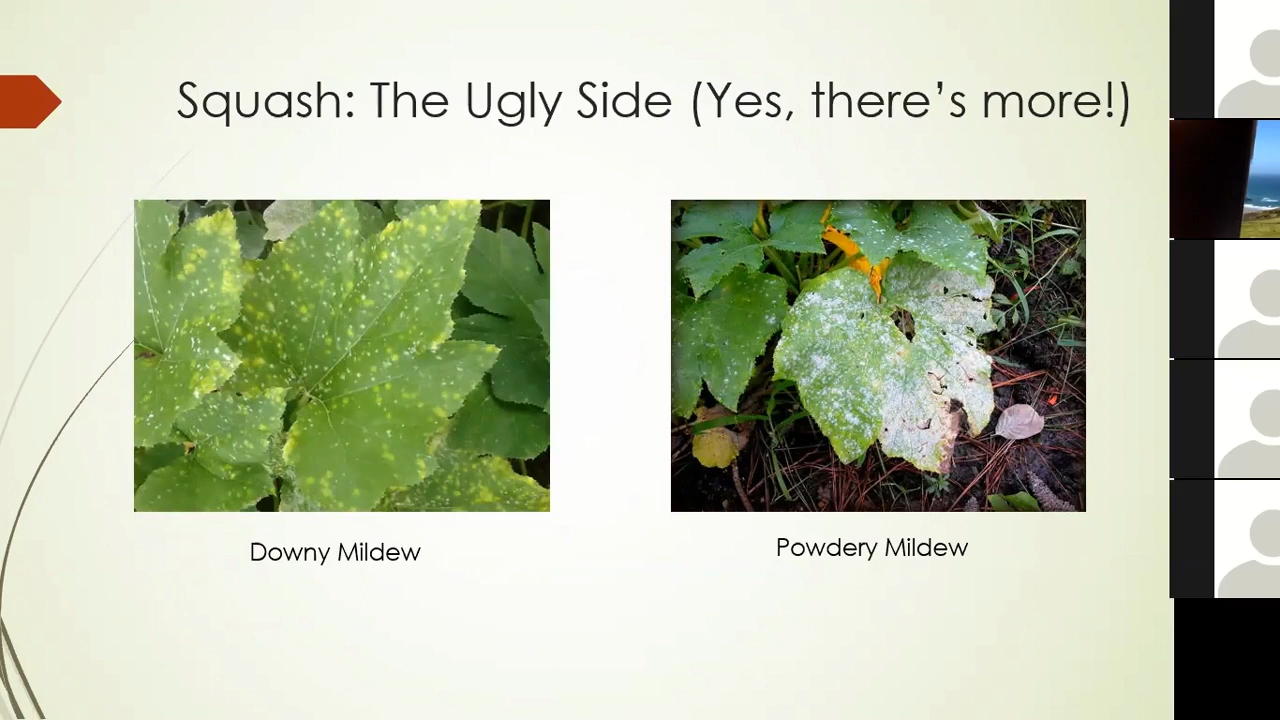 Squash: The Ugly Side (Yes, there’s more!)
Downy Mildew
Powdery Mildew